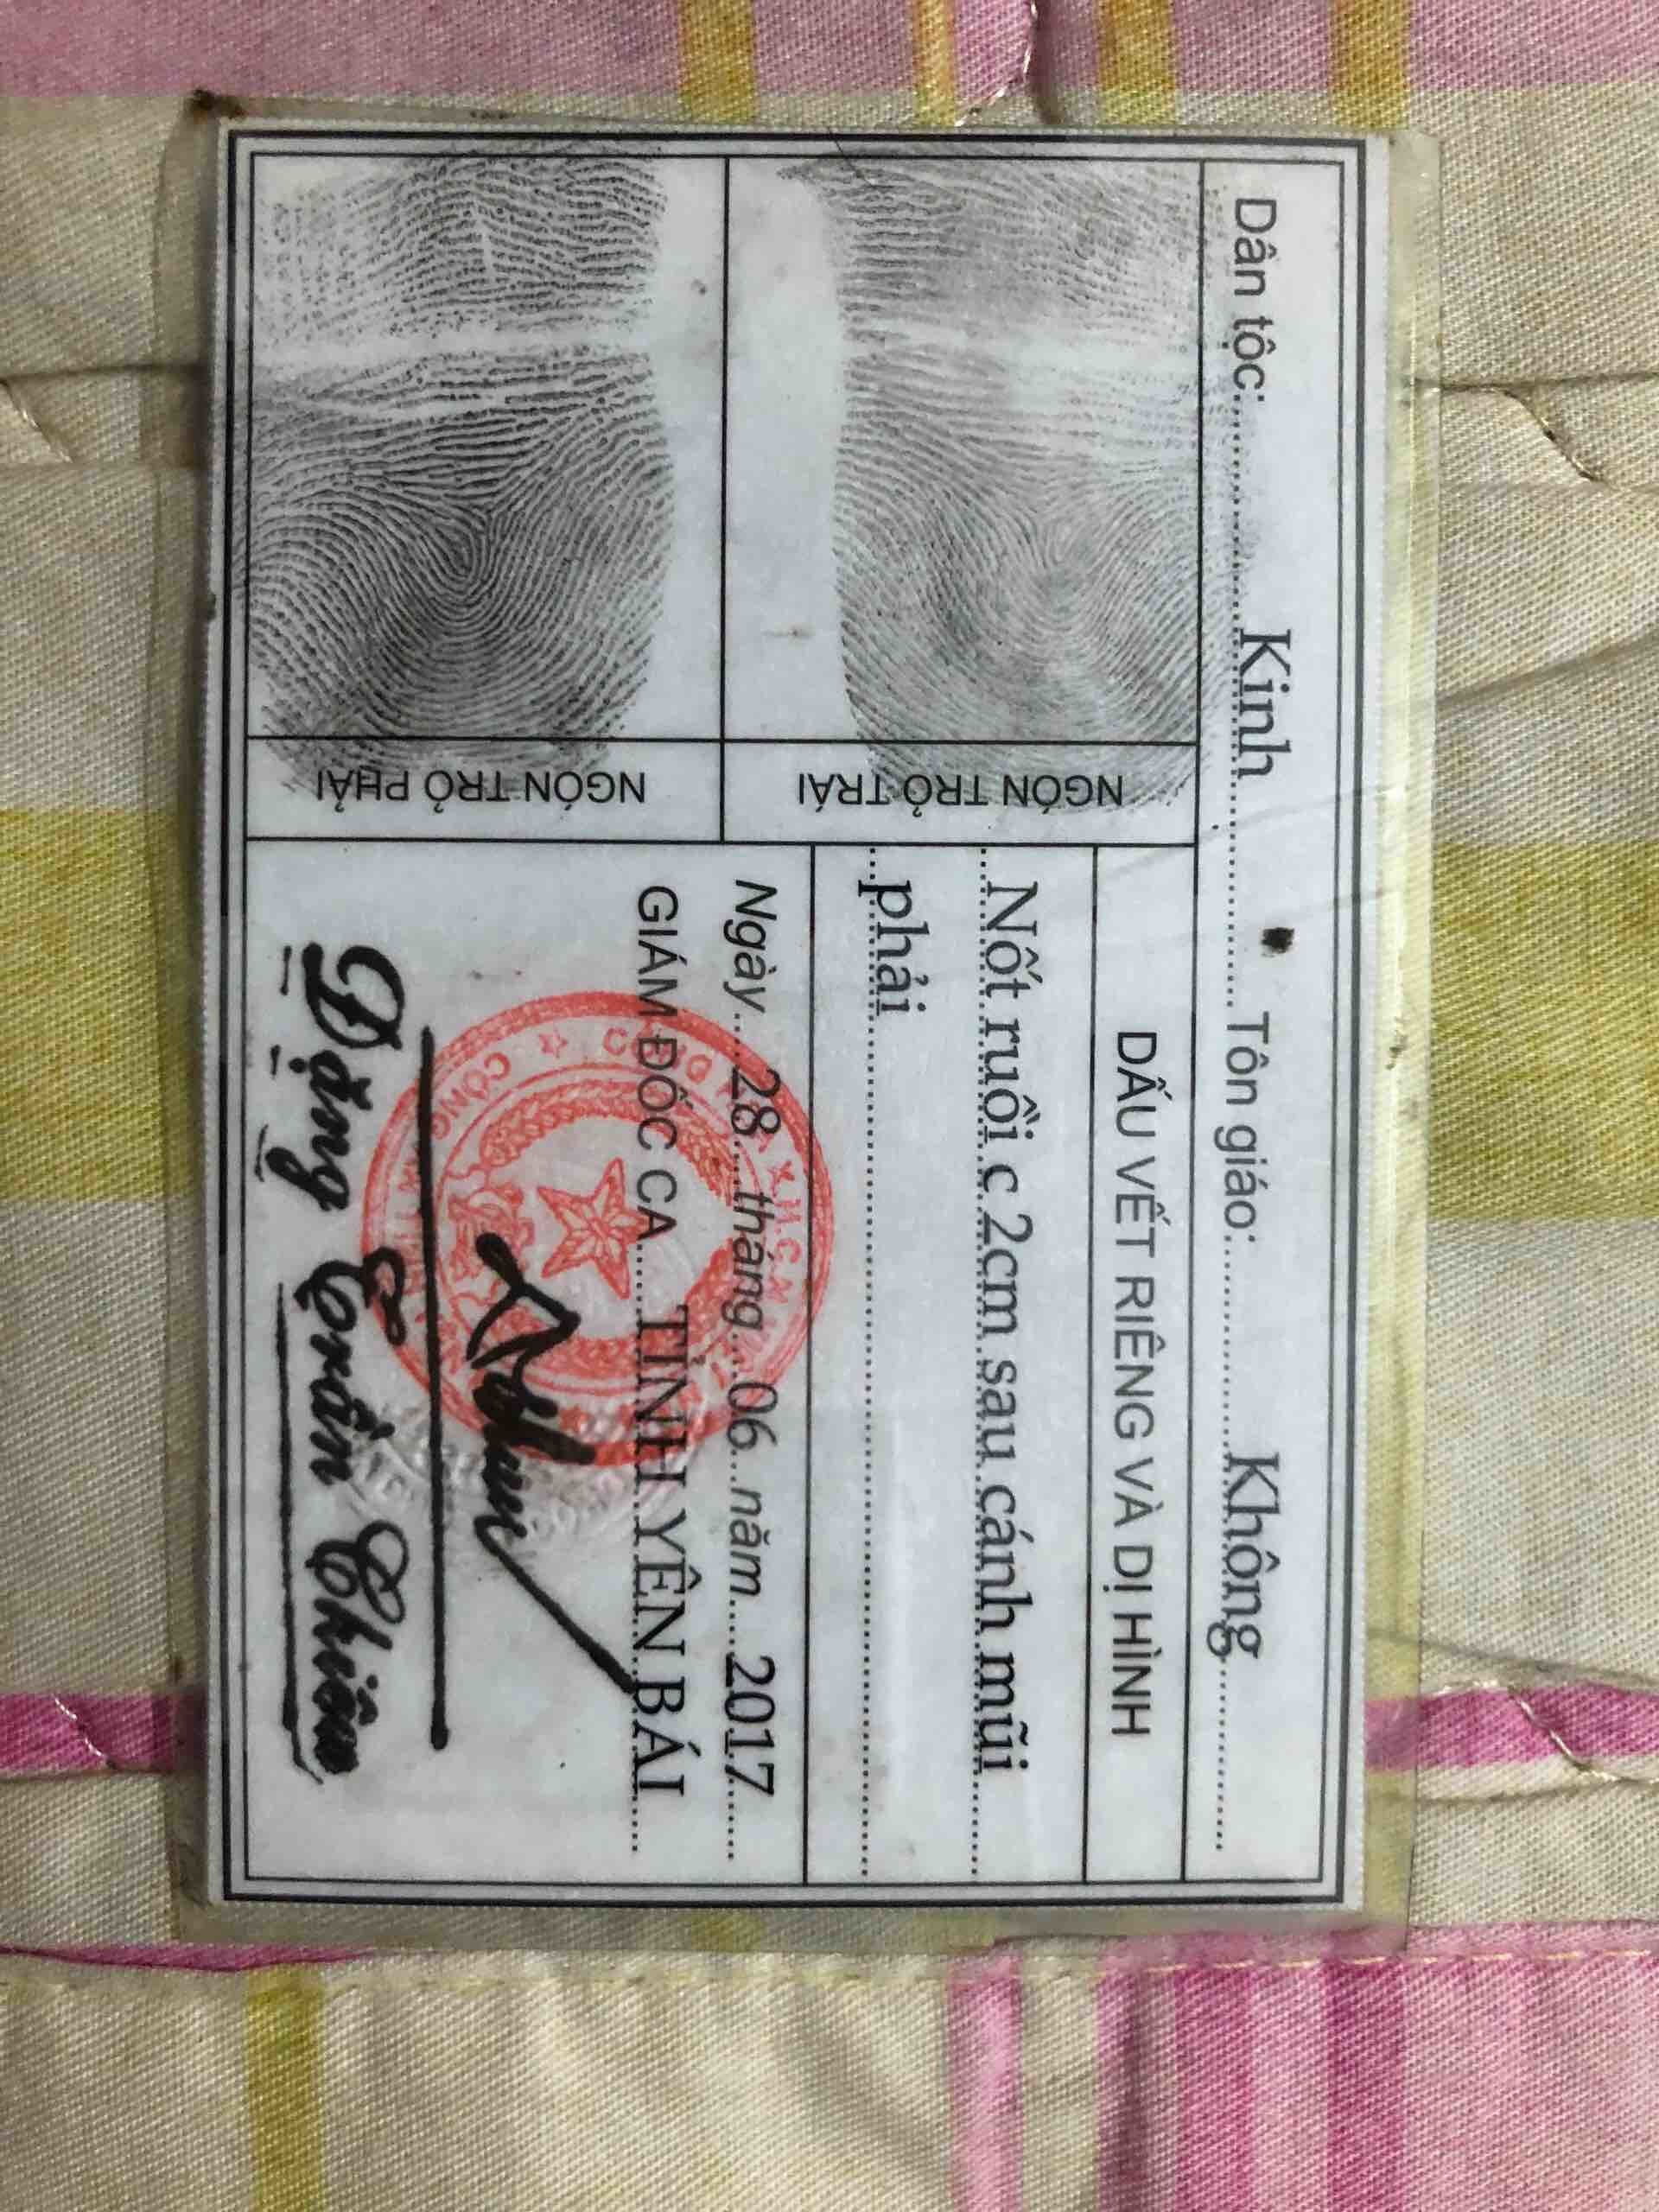 Dân tộc: Kinh Tôn giáo: Không
NGÓN TRỎ TRÁI
NGÓN TRỎ PHẢI
DẤU VẾT RIÊNG VÀ DỊ HÌNH
Nốt ruồi c 2cm sau cánh mũi
phải
Ngày 28 tháng 06 năm 2017
GIÁM ĐỐC CA TỈNH YÊN BÁI
Đặng Trần Chiêu